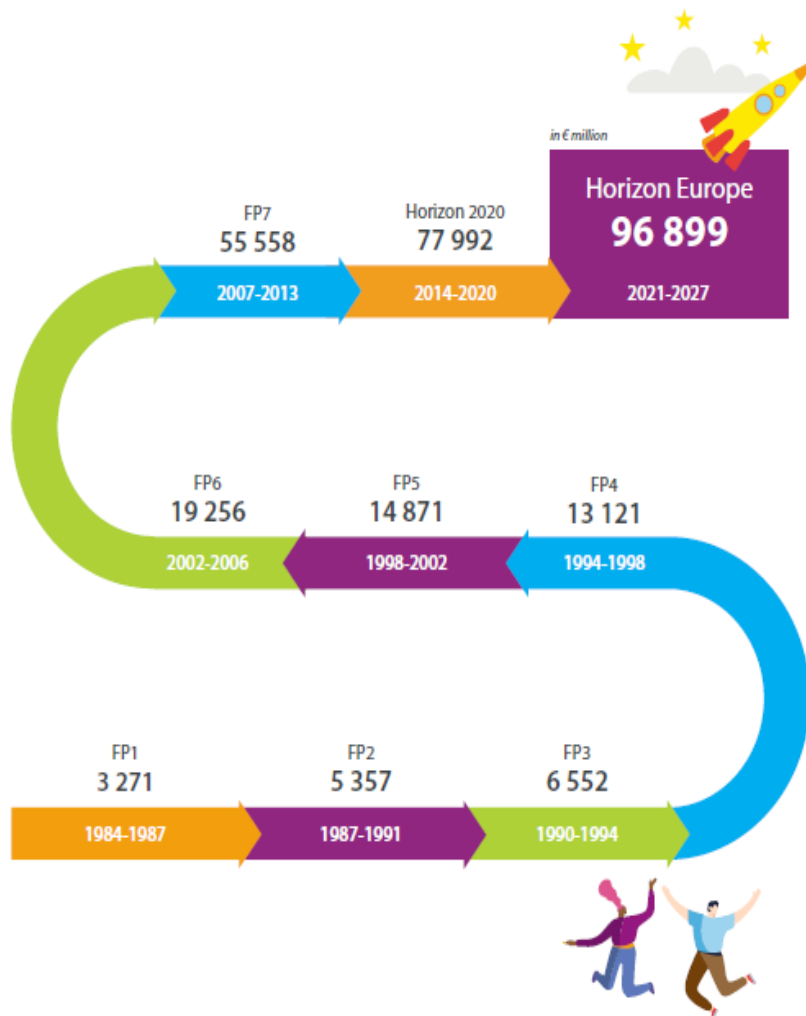 in € million
Horizon Europe
96 899
2021-2027
FP7
55 558
2007-2013
Horizon 2020
77 992
2014-2020
FP6
19 256
2002-2006
FP5
14 871
1998-2002
FP4
13 121
1994-1998
FP1
3 271
1984-1987
FP2
5 357
1987-1991
FP3
6 552
1990-1994